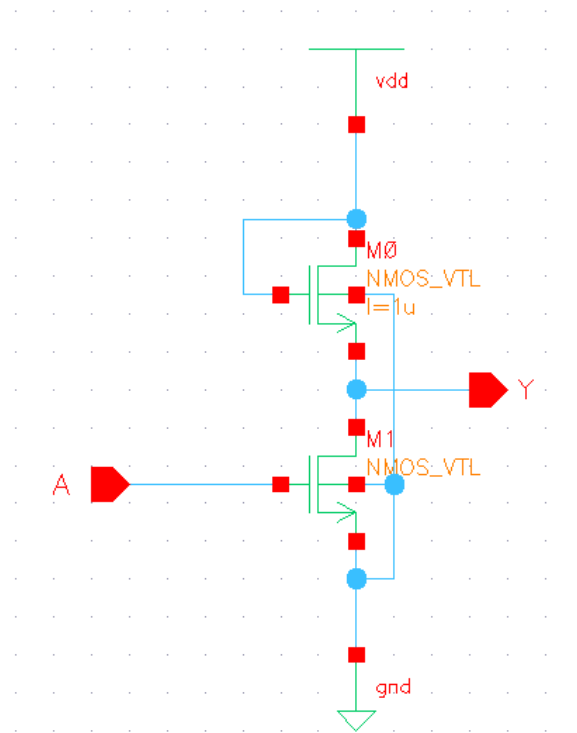 vdd
MØ
NMOS_VTL
l=1u
Y
M1
NMOS_VTL
A
gnd